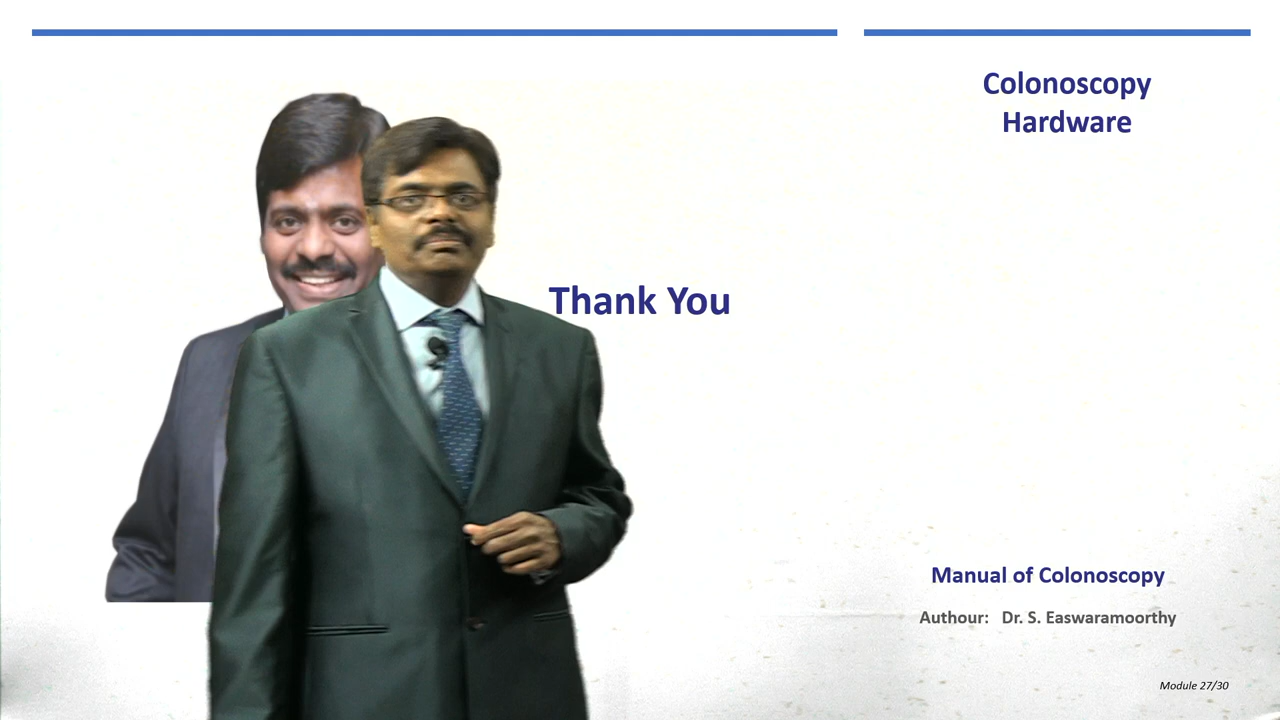 Colonoscopy
Hardware
Thank You
Manual of Colonoscopy
Authour: Dr. S. Easwaramoorthy
Module 27/30